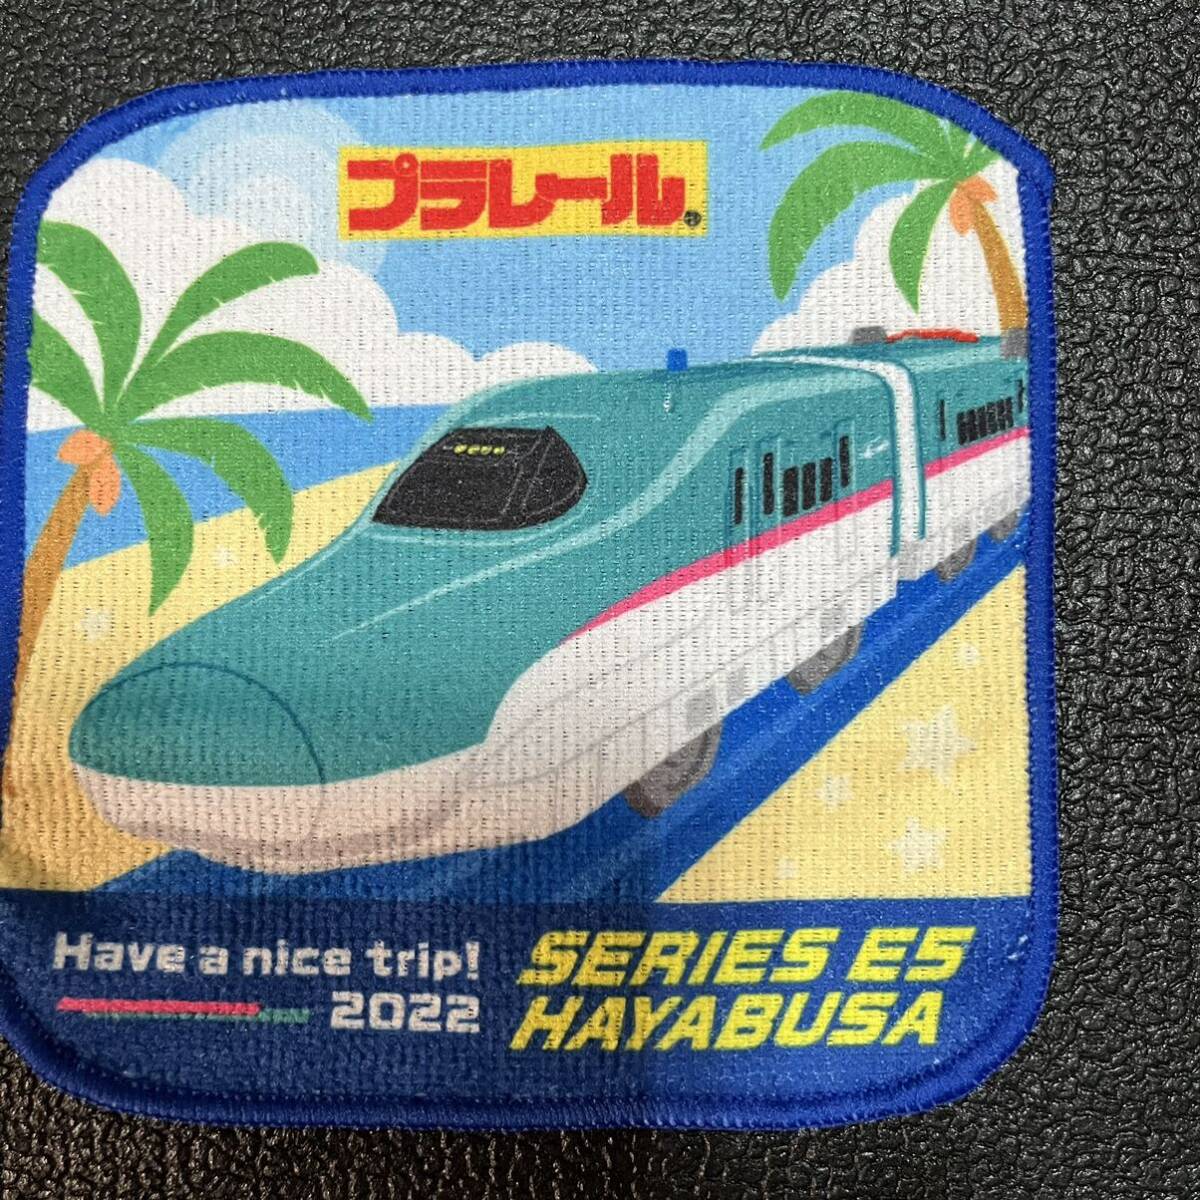 プラレール®
Have a nice trip!
2022
SERIES E5
HAYABUSA